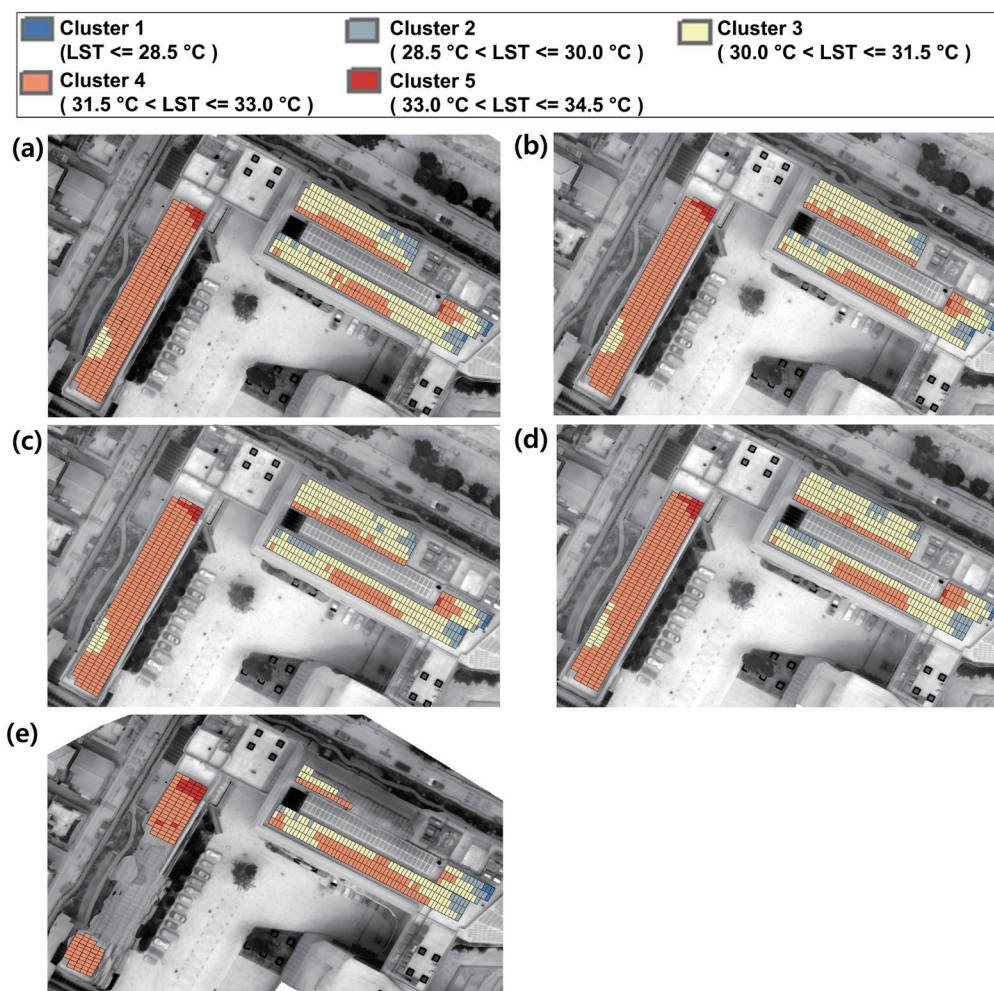 Cluster 1
(LST <= 28.5 °C )
Cluster 2
( 28.5 °C < LST <= 30.0 °C )
Cluster 3
( 30.0 °C < LST <= 31.5 °C )
Cluster 4
( 31.5 °C < LST <= 33.0 °C )
Cluster 5
( 33.0 °C < LST <= 34.5 °C )
(a)
(b)
(c)
(d)
(e)